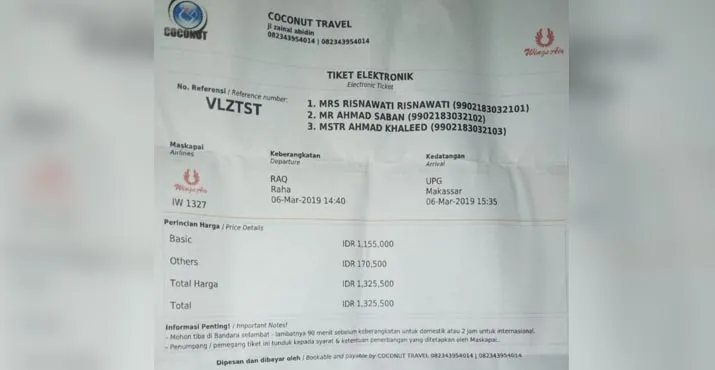 COCONUT
COCONUT TRAVEL
jl zainal abidin
082343954014 | 082343954014
Wings Air
TIKET ELEKTRONIK
Electronic Ticket
No. Referensi / Reference number:
VLZTST
1. MRS RISNAWATI RISNAWATI (9902183032101)
2. MR AHMAD SABAN (9902183032102)
3. MSTR AHMAD KHALEED (9902183032103)
Maskapai
Airlines
Keberangkatan
Departure
Kedatangan
Arrival
Wings Air
IW 1327
RAQ
Raha
06-Mar-2019 14:40
UPG
Makassar
06-Mar-2019 15:35
Perincian Harga / Price Details
Basic IDR 1,155,000
Others IDR 170,500
Total Harga IDR 1,325,500
Total IDR 1,325,500
Informasi Penting! / Important Notes!
- Mohon tiba di Bandara selambat - lambatnya 90 menit sebelum keberangkatan untuk domestik atau 2 jam untuk internasional.
- Penumpang / pemegang tiket ini tunduk kepada syarat & ketentuan penerbangan yang ditetapkan oleh Maskapai.
Dipesan dan dibayar oleh / Bookable and payable by COCONUT TRAVEL 082343954014 | 082343954014